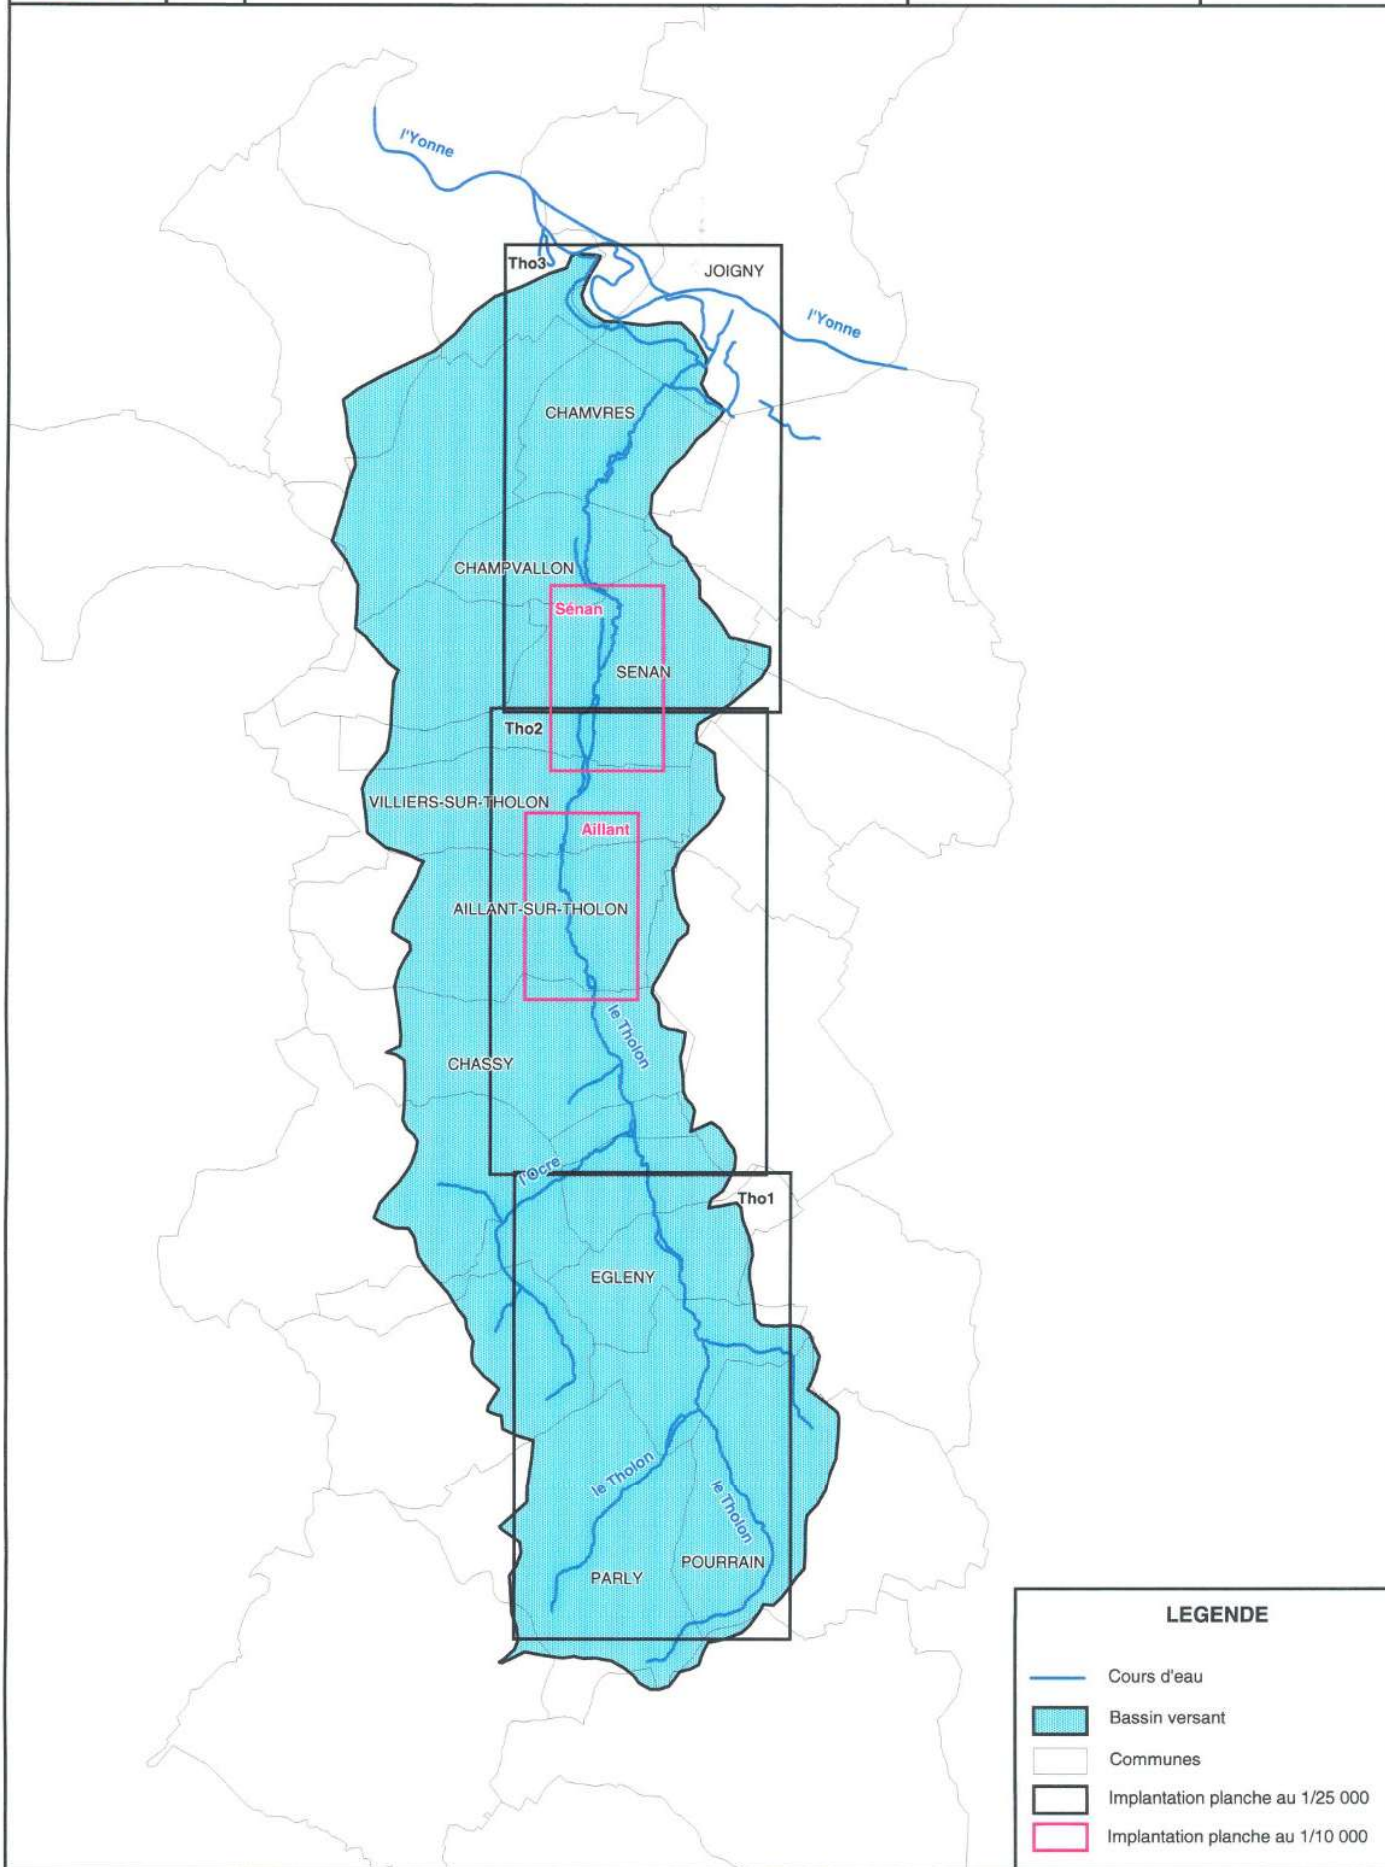 l'Yonne
Tho3
JOIGNY
l'Yonne
CHAMVRES
CHAMPVALLON
Sénan
SENAN
Tho2
VILLIERS-SUR-THOLON
Aillant
AILLANT-SUR-THOLON
le Tholon
CHASSY
l'Ocre
Tho1
EGLENY
le Tholon
le Tholon
POURRAIN
PARLY
LEGENDE
Cours d'eau
Bassin versant
Communes
Implantation planche au 1/25 000
Implantation planche au 1/10 000